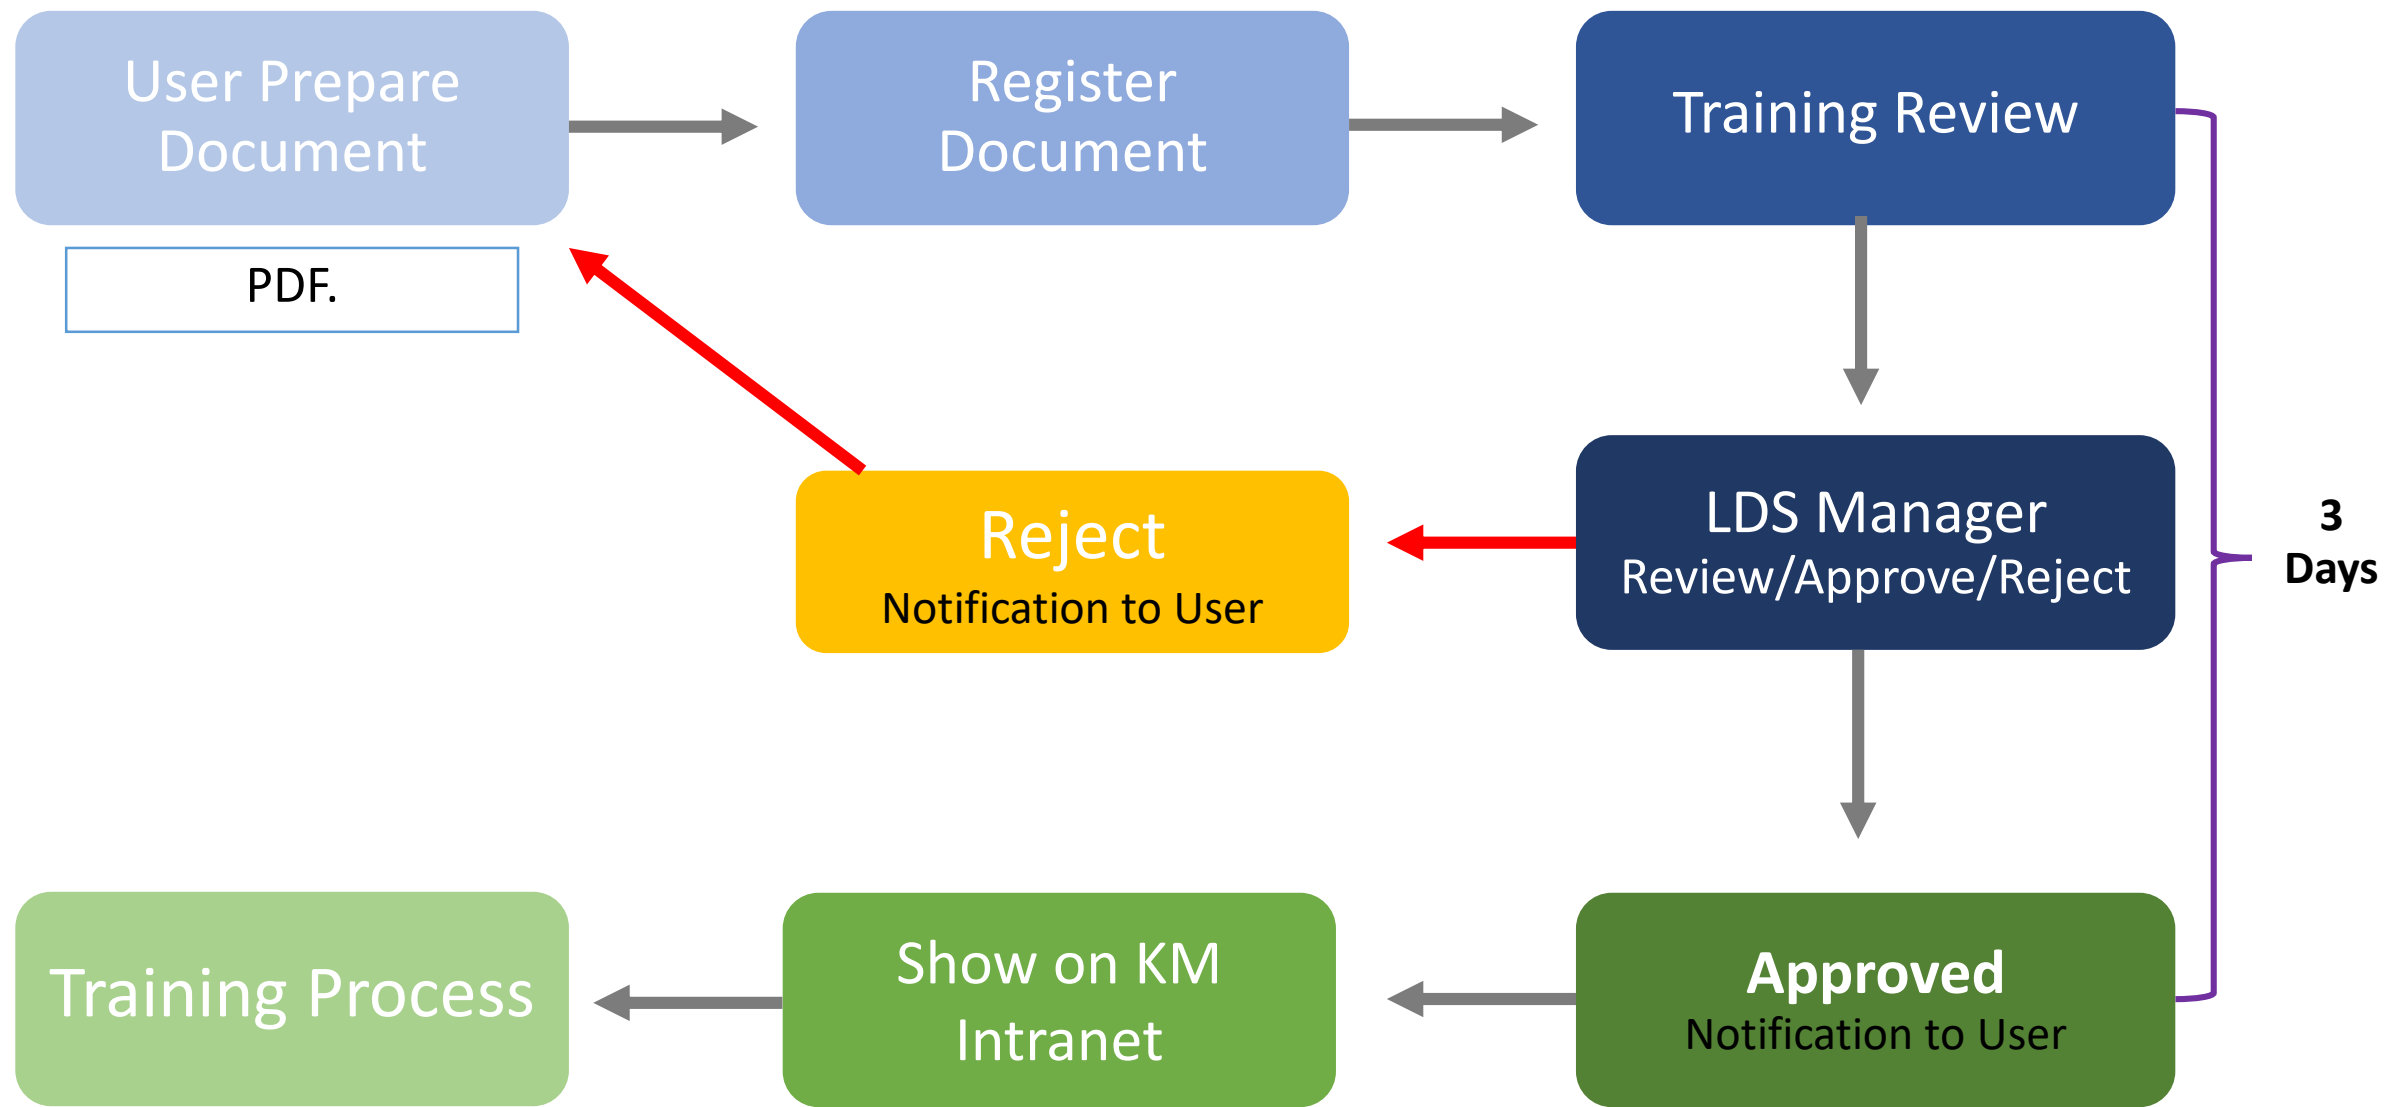 User Prepare
Document
PDF.
Register
Document
Training Review
LDS Manager
Review/Approve/Reject
3
Days
Reject
Notification to User
Approved
Notification to User
Show on KM
Intranet
Training Process